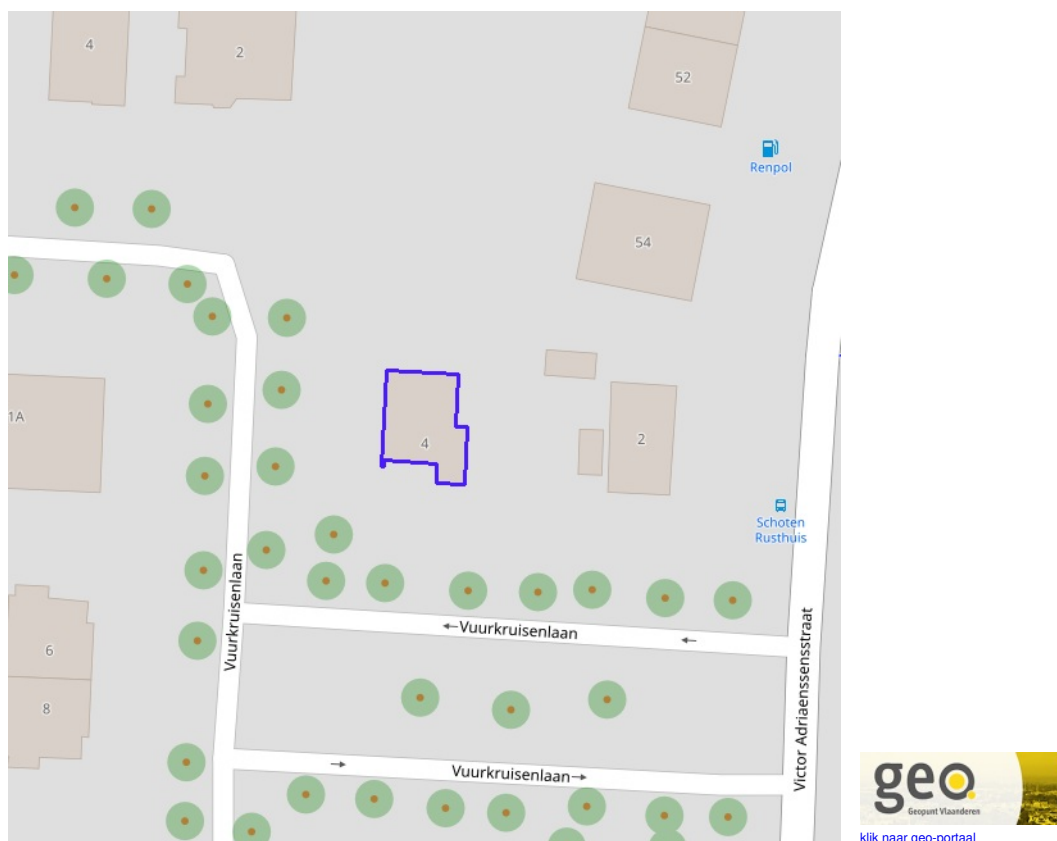 4
2
52
Renpol
54
1A
4
2
Schoten
Rusthuis
Vuurkruisenlaan
←Vuurkruisenlaan
6
8
Victor Adriaenssensstraat
Vuurkruisenlaan→
geo.
Geopunt Vlaanderen
klik naar geo-portaal